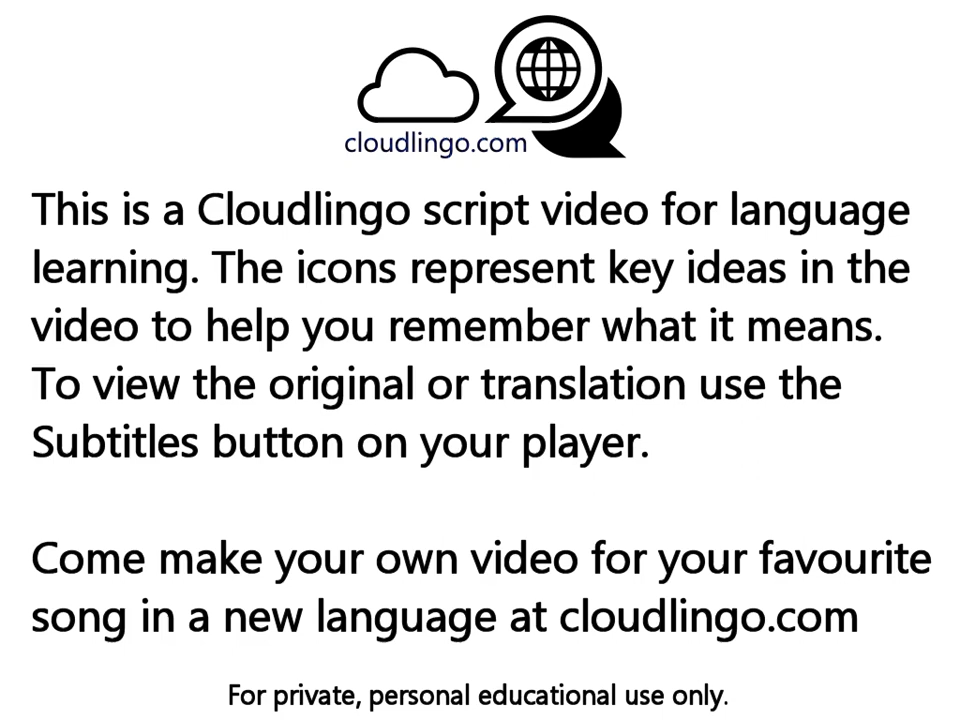 cloudlingo.com
This is a Cloudlingo script video for language
learning. The icons represent key ideas in the
video to help you remember what it means.
To view the original or translation use the
Subtitles button on your player.
Come make your own video for your favourite
song in a new language at cloudlingo.com
For private, personal educational use only.